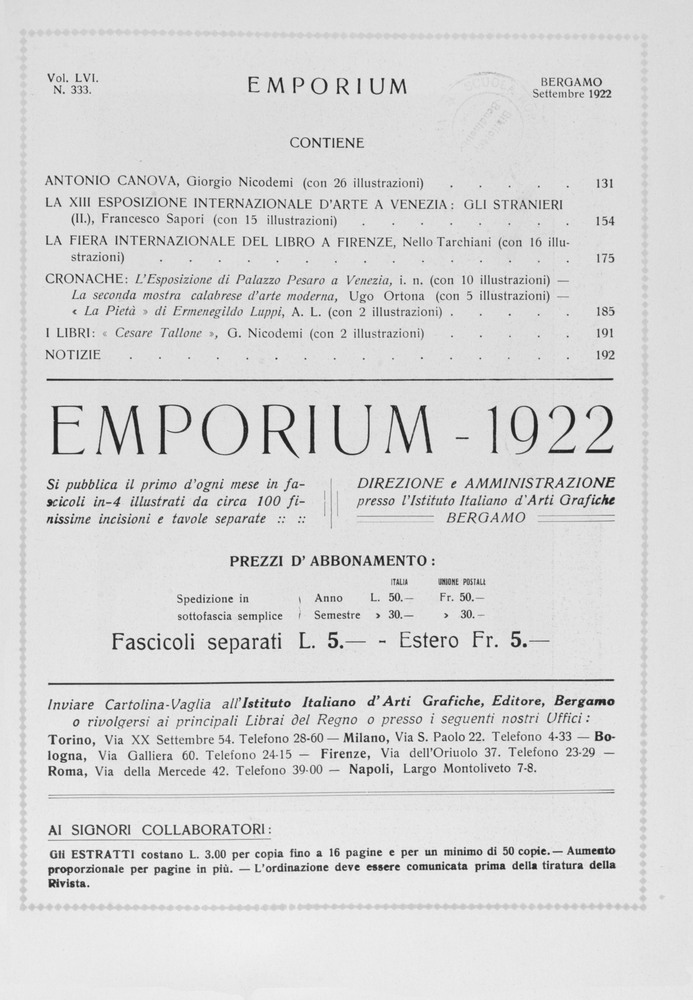 Vol. LVI.
N. 333.
EMPORIUM
BERGAMO
Settembre 1922
CONTIENE
ANTONIO CANOVA, Giorgio Nicodemi (con 26 illustrazioni) . . . . . 131
LA XIII ESPOSIZIONE INTERNAZIONALE D'ARTE A VENEZIA: GLI STRANIERI
(II.), Francesco Sapori (con 15 illustrazioni) . . . . . . . . 154
LA FIERA INTERNAZIONALE DEL LIBRO A FIRENZE, Nello Tarchiani (con 16 illu-
strazioni) . . . . . . . . . . . . . . . 175
CRONACHE: L'Esposizione di Palazzo Pesaro a Venezia, i. n. (con 10 illustrazioni) —
La seconda mostra calabrese d'arte moderna, Ugo Ortona (con 5 illustrazioni) —
« La Pietà » di Ermenegildo Luppi, A. L. (con 2 illustrazioni) . . . . . 185
I LIBRI: « Cesare Tallone », G. Nicodemi (con 2 illustrazioni) . . . . . 191
NOTIZIE . . . . . . . . . . . . . . . . 192
EMPORIUM - 1922
Si pubblica il primo d'ogni mese in fa-
scicoli in-4 illustrati da circa 100 fi-
nissime incisioni e tavole separate :: ::
DIREZIONE e AMMINISTRAZIONE
presso l'Istituto Italiano d'Arti Grafiche
BERGAMO
PREZZI D' ABBONAMENTO :
ITALIA UNIONE POSTALE
Spedizione in Anno L. 50.— Fr. 50.—
sottofascia semplice Semestre » 30.— » 30.—
Fascicoli separati L. 5.— - Estero Fr. 5.—
Inviare Cartolina-Vaglia all'Istituto Italiano d'Arti Grafiche, Editore, Bergamo
o rivolgersi ai principali Librai del Regno o presso i seguenti nostri Uffici:
Torino, Via XX Settembre 54. Telefono 28-60 — Milano, Via S. Paolo 22. Telefono 4-33 — Bo-
logna, Via Galliera 60. Telefono 24-15 — Firenze, Via dell'Oriuolo 37. Telefono 23-29 —
Roma, Via della Mercede 42. Telefono 39-00 — Napoli, Largo Montoliveto 7-8.
AI SIGNORI COLLABORATORI:
Gli ESTRATTI costano L. 3.00 per copia fino a 16 pagine e per un minimo di 50 copie. — Aumento
proporzionale per pagine in più. — L'ordinazione deve essere comunicata prima della tiratura della
Rivista.